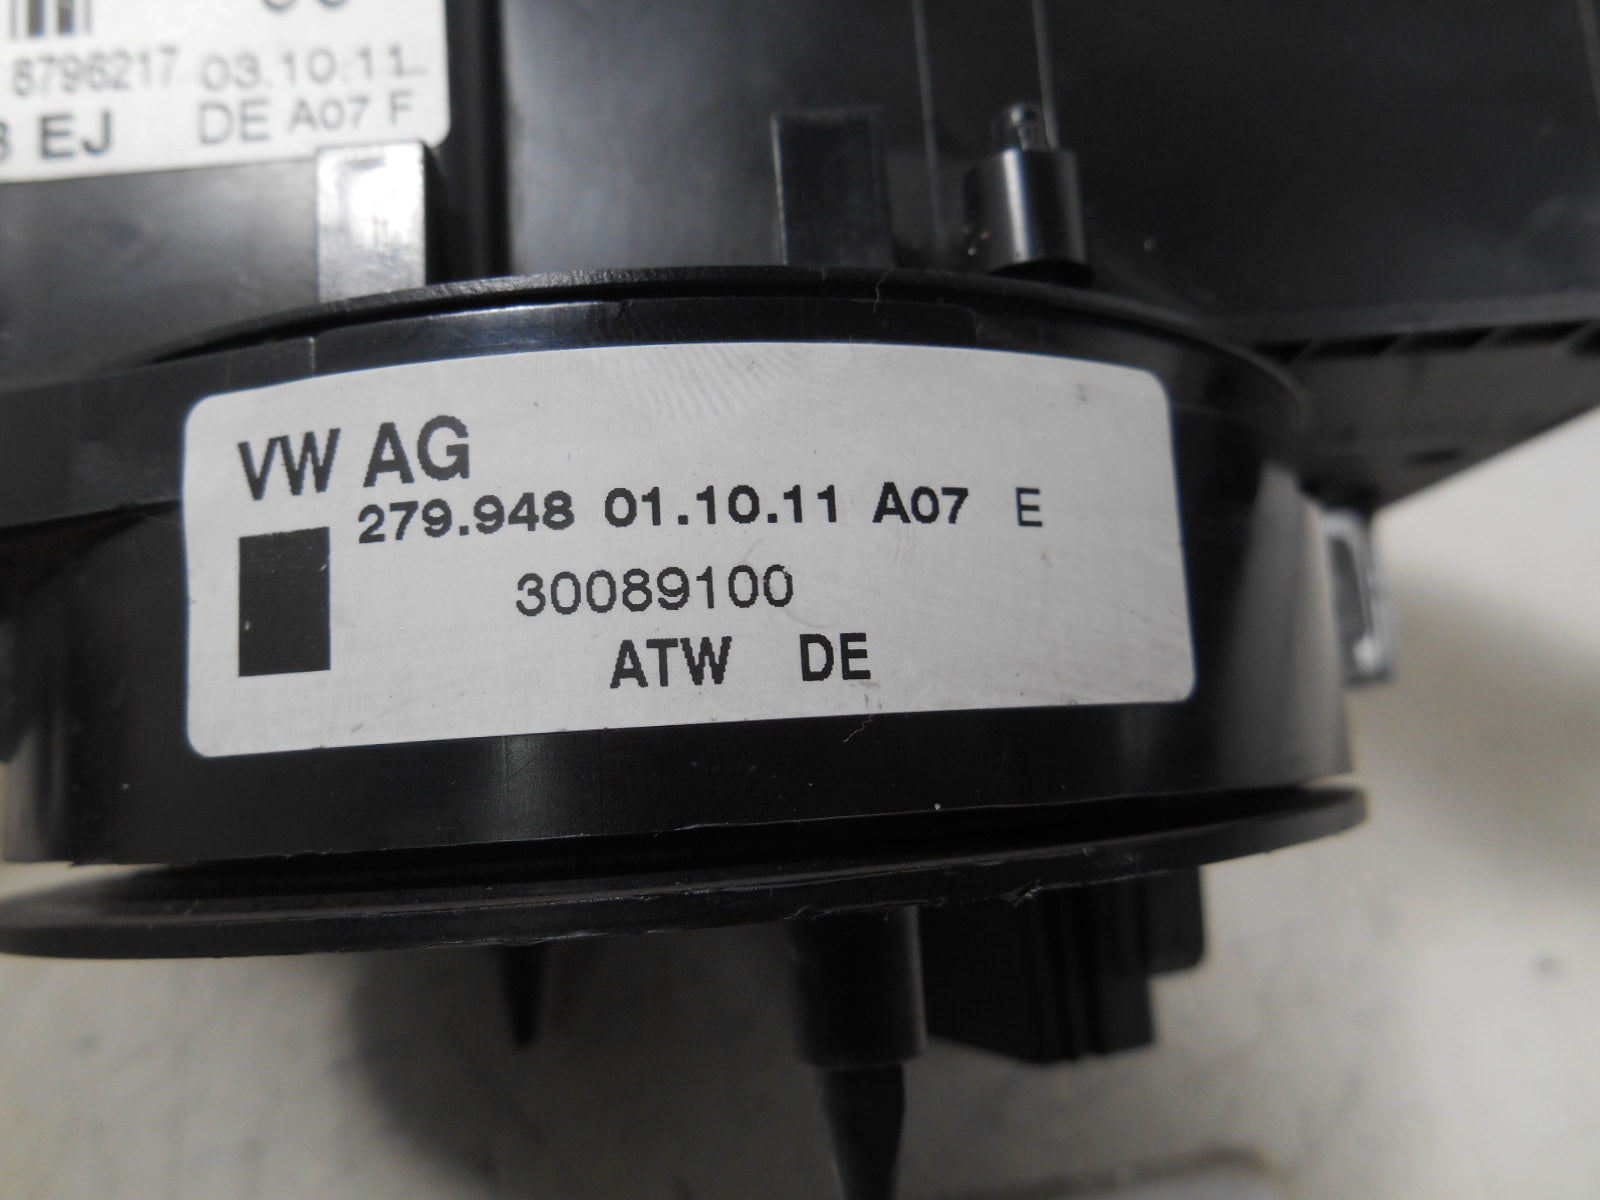 8796217 03.10.11
EJ DE A07 F
VW AG
279.948 01.10.11 A07 E
30089100
ATW DE